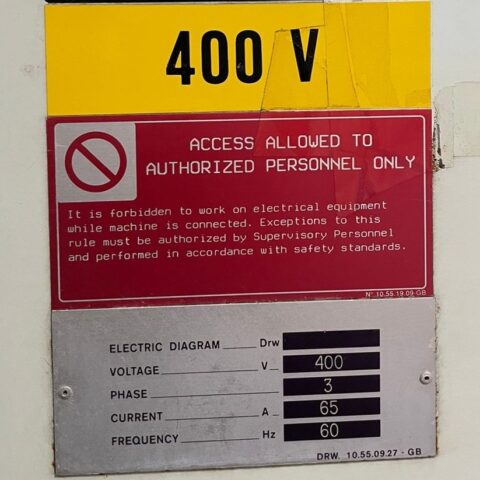 400 V
ACCESS ALLOWED TO
AUTHORIZED PERSONNEL ONLY
It is forbidden to work on electrical equipment
while machine is connected. Exceptions to this
rule must be authorized by Supervisory Personnel
and performed in accordance with safety standards.
N° 10.55.19.09-GB
ELECTRIC DIAGRAM Drw
VOLTAGE V 400
PHASE 3
CURRENT A 65
FREQUENCY Hz 60
DRW. 10.55.09.27 - GB